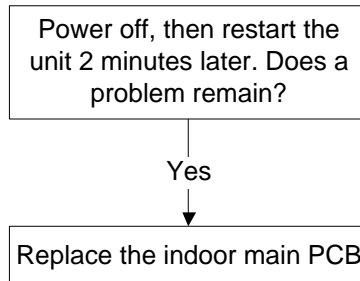 Power off, then restart the
unit 2 minutes later. Does a
problem remain?
Yes
Replace the indoor main PCB